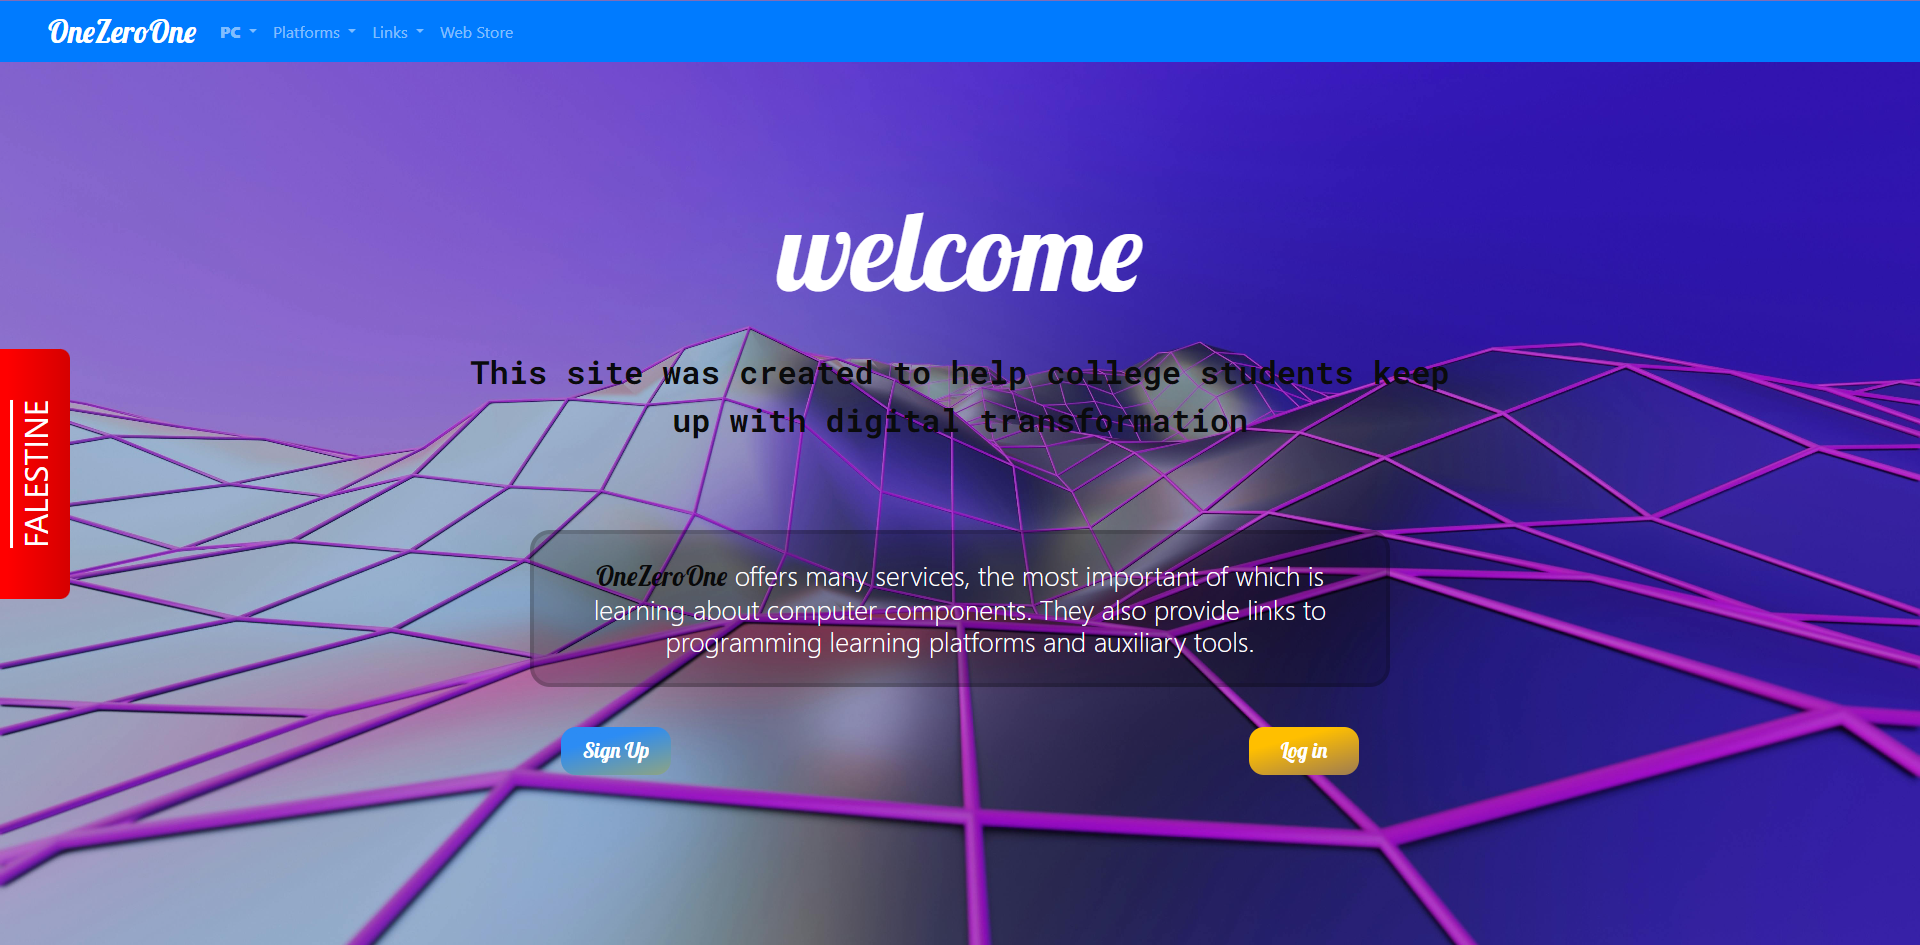 OneZeroOne PC Platforms Links Web Store
welcome
This site was created to help college students keep
up with digital transformation
FALESTINE
OneZeroOne offers many services, the most important of which is
learning about computer components. They also provide links to
programming learning platforms and auxiliary tools.
Sign Up
Log in